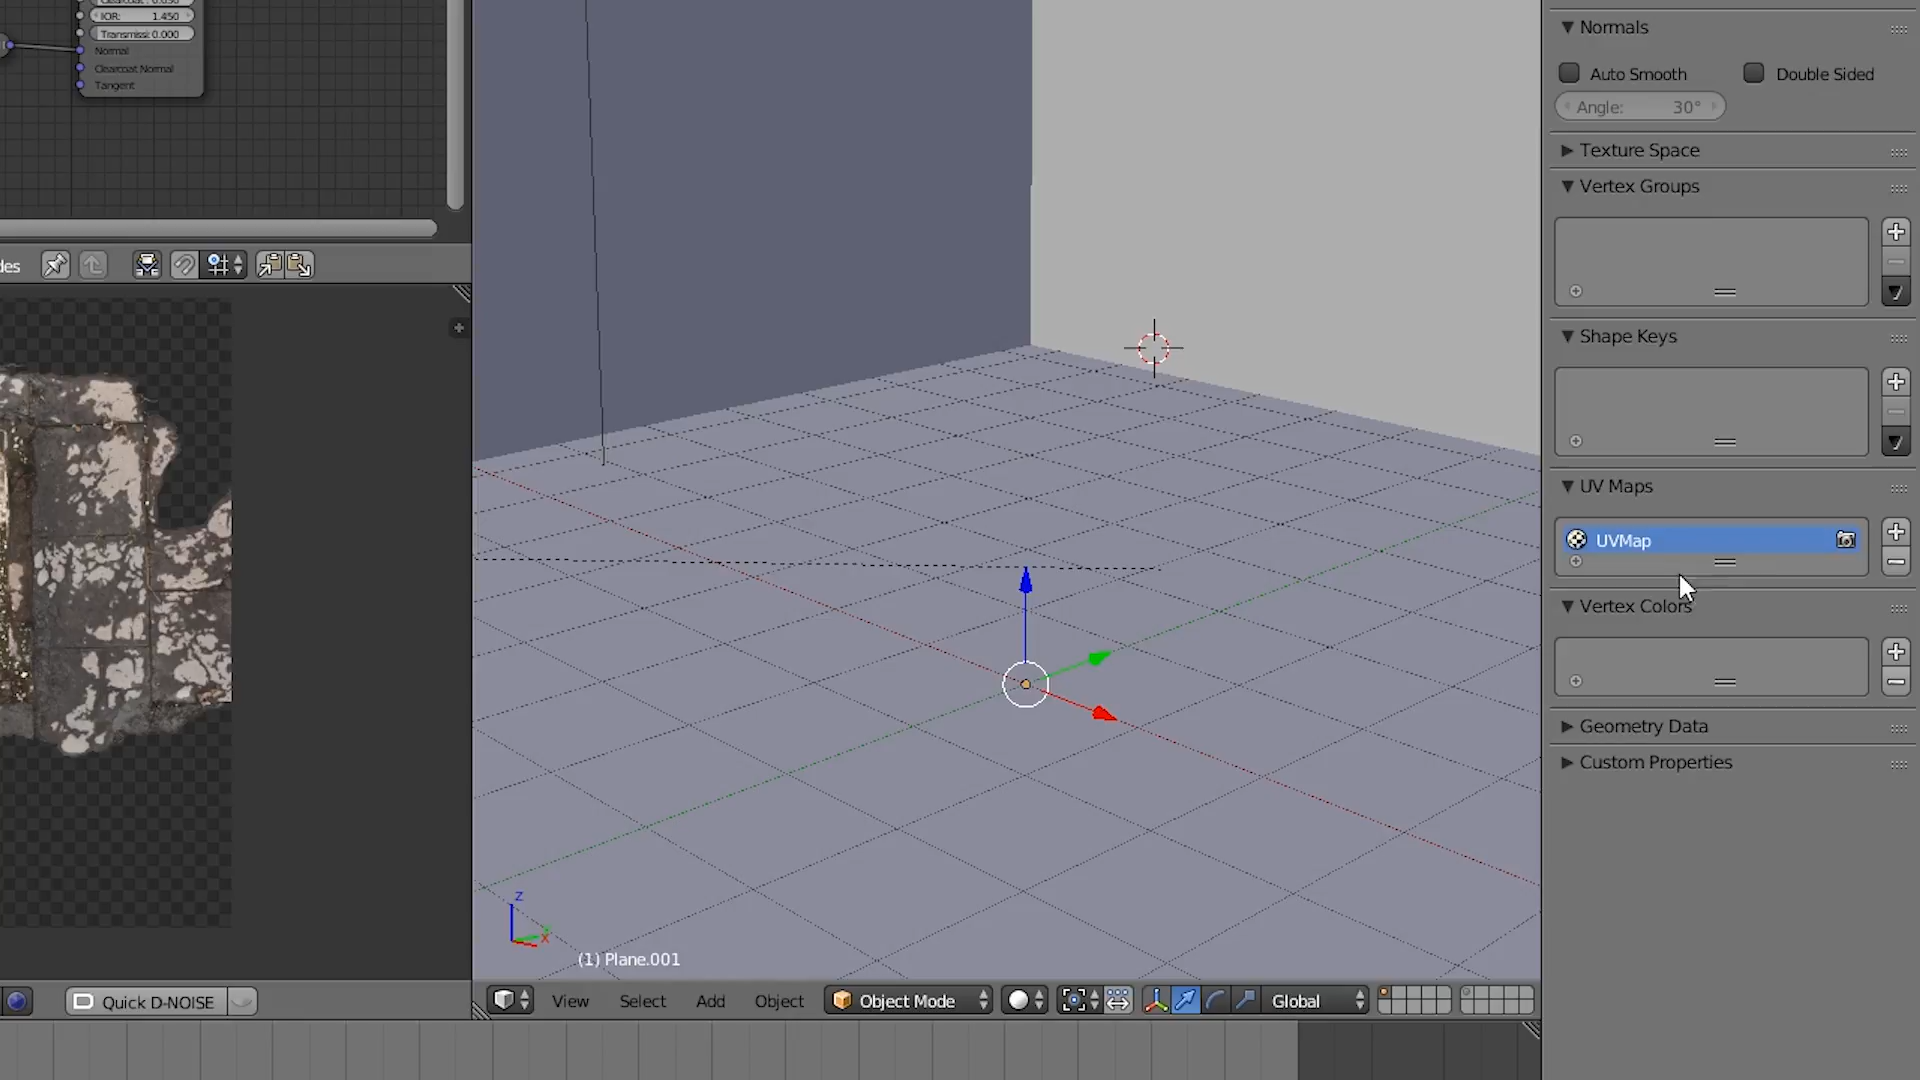 IOR: 1.450
Transmissi: 0.000
Normal
Clearcoat Normal
Tangent
des
Quick D-NOISE
Z
X
(1) Plane.001
View Select Add Object Object Mode Global
Normals
Auto Smooth Double Sided
Angle: 30°
Texture Space
Vertex Groups
Shape Keys
UV Maps
UVMap
Vertex Colors
Geometry Data
Custom Properties